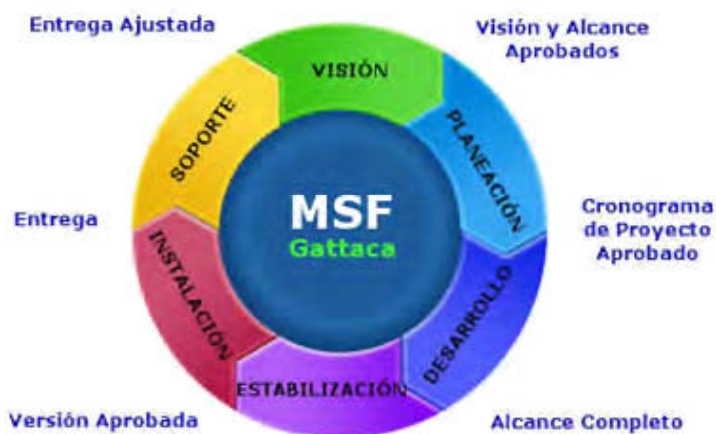 Entrega Ajustada
VISIÓN
Visión y Alcance
Aprobados
SOPORTE
PLANEACIÓN
MSF
Gattaca
Entrega
Cronograma
de Proyecto
Aprobado
INSTALACIÓN
DESARROLLO
ESTABILIZACIÓN
Versión Aprobada
Alcance Completo